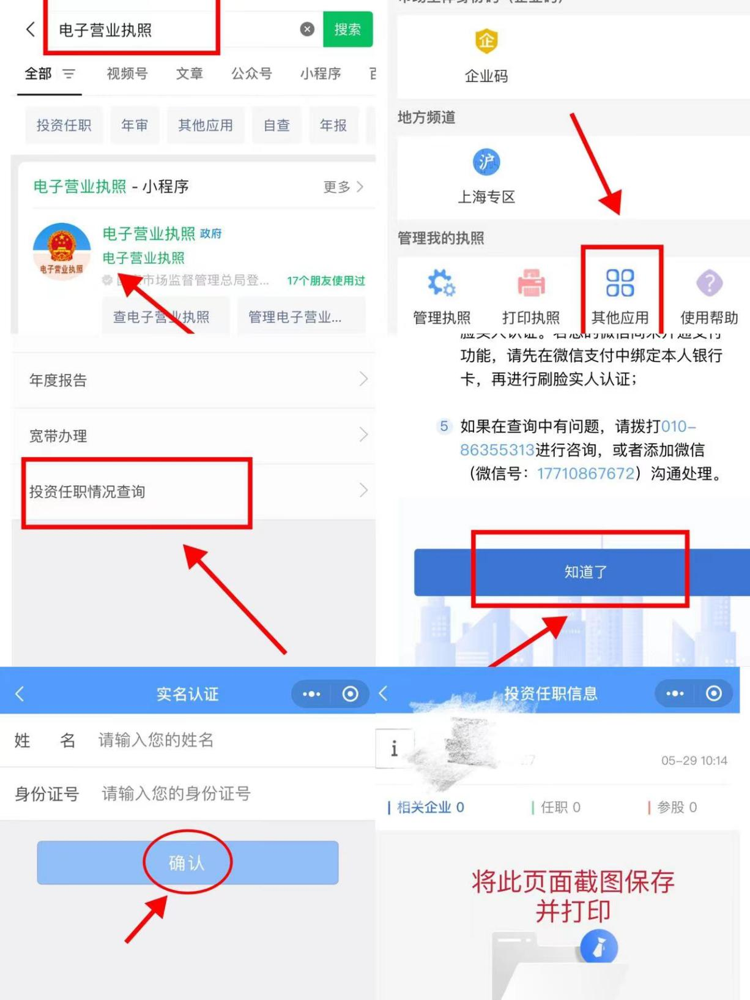 电子营业执照
搜索
全部
视频号
文章
公众号
小程序
投资任职
年审
其他应用
自查
年报
电子营业执照 - 小程序
更多
电子营业执照 政府
电子营业执照
电子营业执照
市场监督管理总局登...
17个朋友使用过
查电子营业执照
管理电子营业...
企
企业码
地方频道
沪
上海专区
管理我的执照
管理执照
打印执照
其他应用
使用帮助
年度报告
宽带办理
投资任职情况查询
功能，请先在微信支付中绑定本人银行
卡，再进行刷脸实人认证；
5 如果在查询中有问题，请拨打010-
86355313进行咨询，或者添加微信
（微信号：17710867672）沟通处理。
知道了
实名认证
姓 名 请输入您的姓名
身份证号 请输入您的身份证号
确认
投资任职信息
i
05-29 10:14
相关企业 0
任职 0
参股 0
将此页面截图保存
并打印